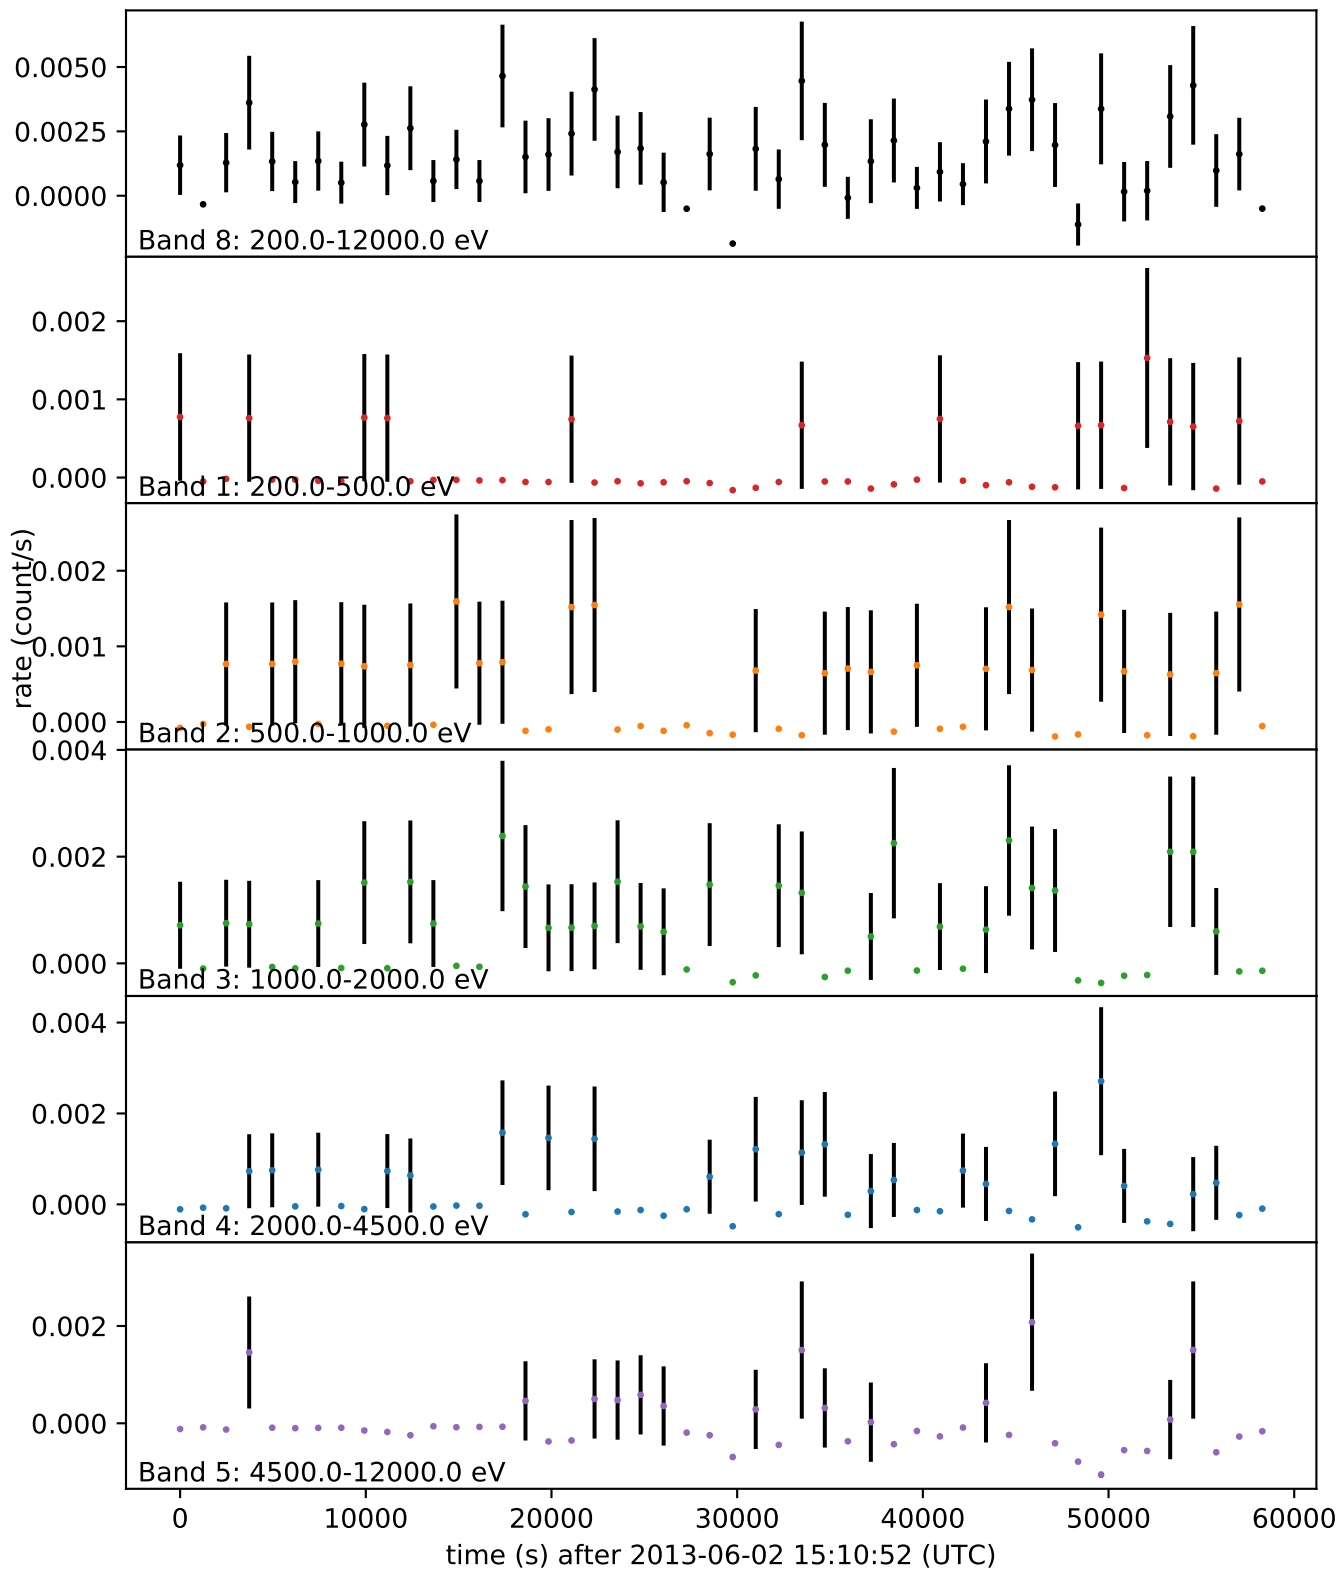 0.0050
0.0025
0.0000
Band 8: 200.0-12000.0 eV
0.002
0.001
0.000
Band 1: 200.0-500.0 eV
rate (count/s)
0.002
0.001
0.000
Band 2: 500.0-1000.0 eV
0.004
0.002
0.000
Band 3: 1000.0-2000.0 eV
0.004
0.002
0.000
Band 4: 2000.0-4500.0 eV
0.002
0.000
Band 5: 4500.0-12000.0 eV
0 10000 20000 30000 40000 50000 60000
time (s) after 2013-06-02 15:10:52 (UTC)